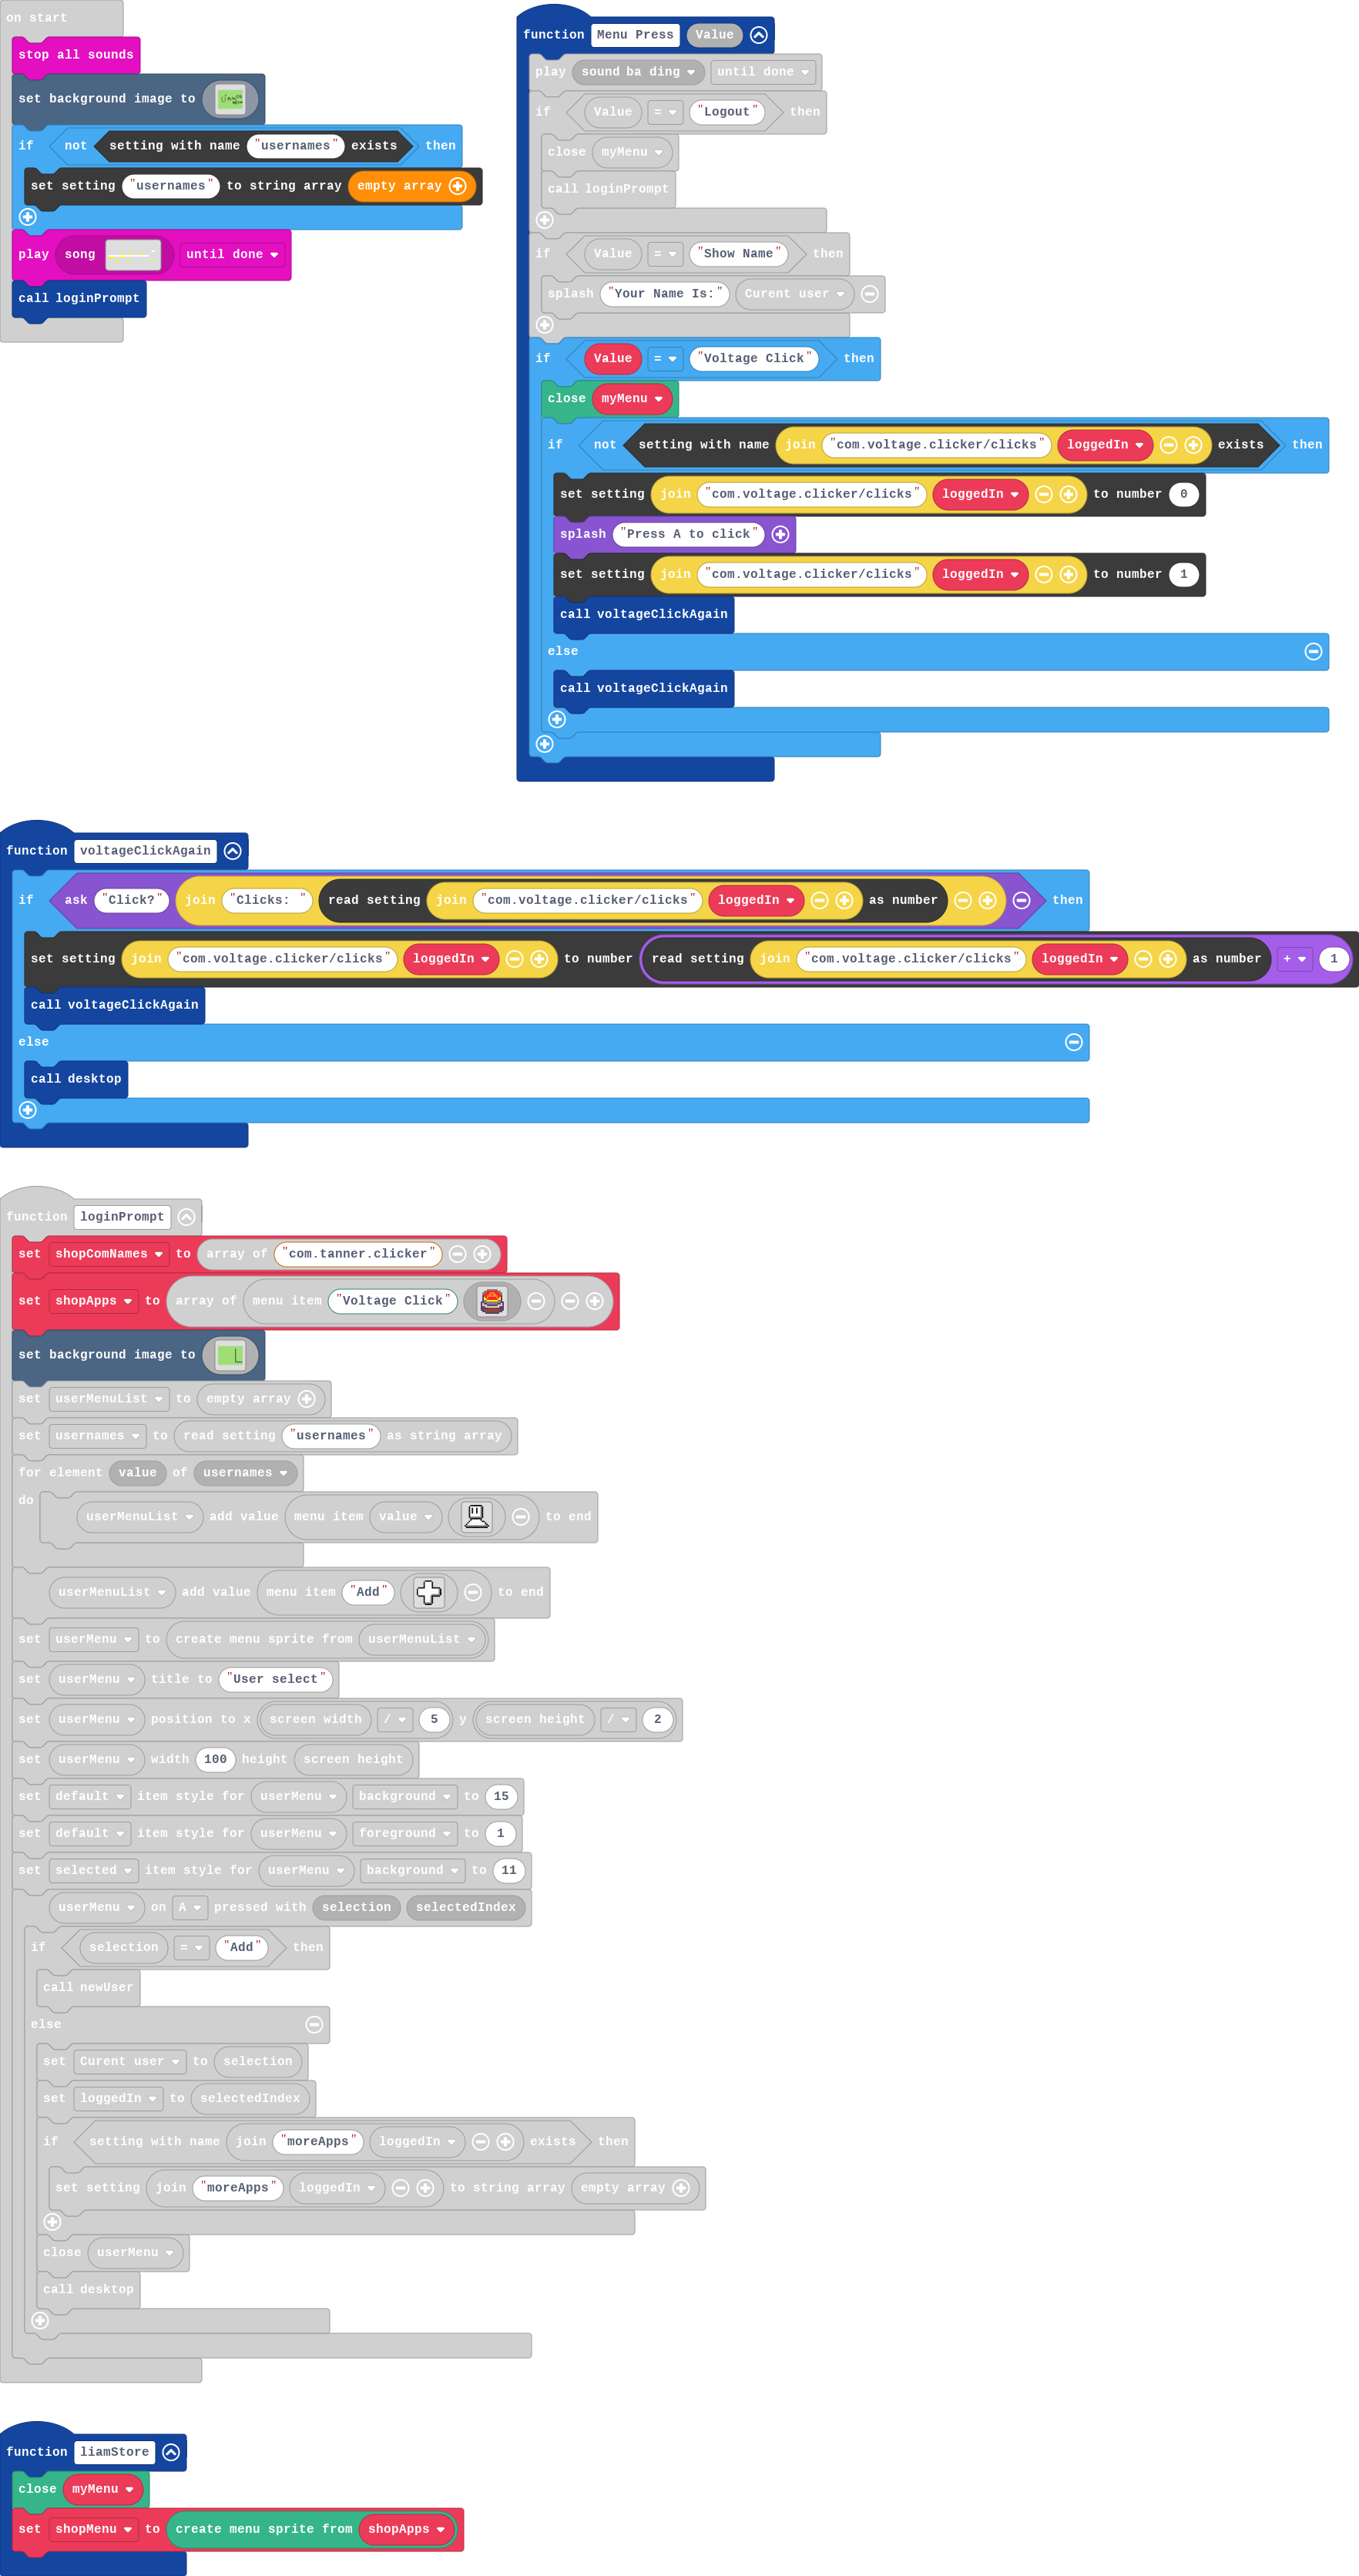 on start
stop all sounds
set background image to
if not setting with name "usernames" exists then
set setting "usernames" to string array empty array
play song until done
call loginPrompt
function Menu Press Value
play sound ba ding until done
if Value = "Logout" then
close myMenu
call loginPrompt
if Value = "Show Name" then
splash "Your Name Is:" Curent user
if Value = "Voltage Click" then
close myMenu
if not setting with name join "com.voltage.clicker/clicks" loggedIn exists then
set setting join "com.voltage.clicker/clicks" loggedIn to number 0
splash "Press A to click"
set setting join "com.voltage.clicker/clicks" loggedIn to number 1
call voltageClickAgain
else
call voltageClickAgain
function voltageClickAgain
if ask "Click?" join "Clicks: " read setting join "com.voltage.clicker/clicks" loggedIn as number then
set setting join "com.voltage.clicker/clicks" loggedIn to number read setting join "com.voltage.clicker/clicks" loggedIn as number + 1
call voltageClickAgain
else
call desktop
function loginPrompt
set shopComNames to array of "com.tanner.clicker"
set shopApps to array of menu item "Voltage Click"
set background image to
set userMenuList to empty array
set usernames to read setting "usernames" as string array
for element value of usernames
do
userMenuList add value menu item value to end
userMenuList add value menu item "Add" to end
set userMenu to create menu sprite from userMenuList
set userMenu title to "User select"
set userMenu position to x screen width / 5 y screen height / 2
set userMenu width 100 height screen height
set default item style for userMenu background to 15
set default item style for userMenu foreground to 1
set selected item style for userMenu background to 11
userMenu on A pressed with selection selectedIndex
if selection = "Add" then
call newUser
else
set Curent user to selection
set loggedIn to selectedIndex
if setting with name join "moreApps" loggedIn exists then
set setting join "moreApps" loggedIn to string array empty array
close userMenu
call desktop
function liamStore
close myMenu
set shopMenu to create menu sprite from shopApps